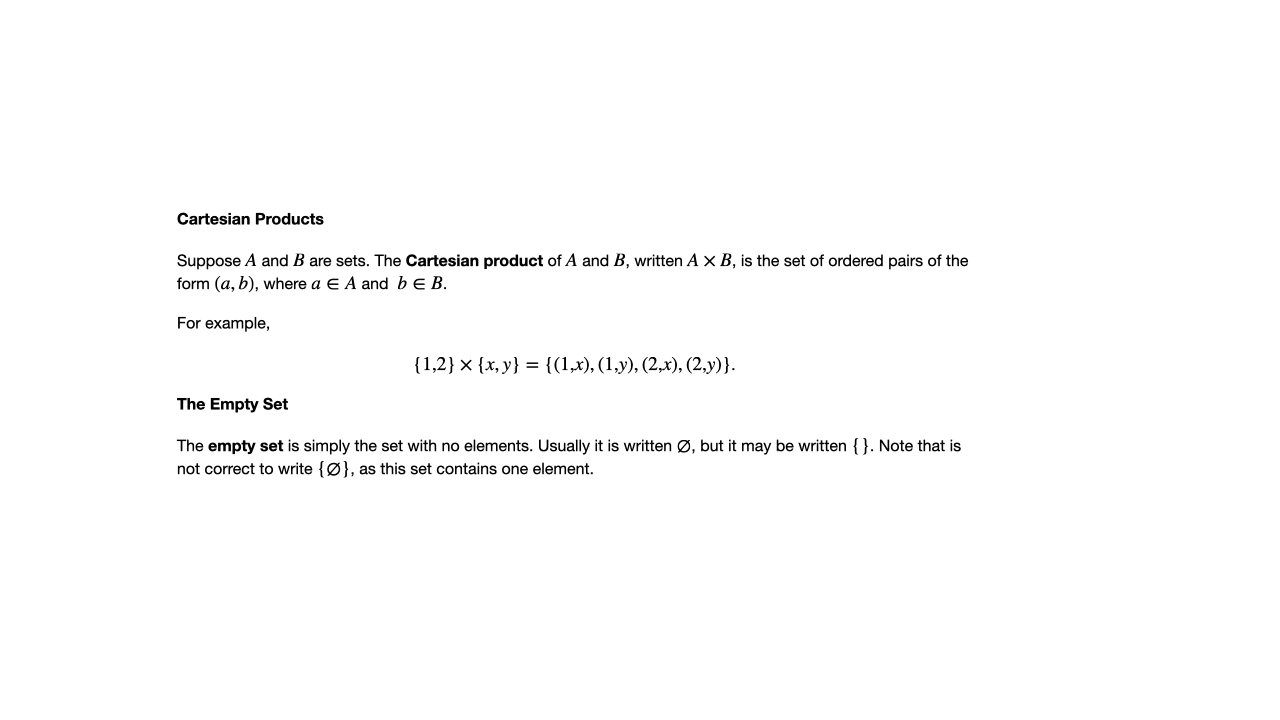 Cartesian Products
Suppose A and B are sets. The Cartesian product of A and B, written A × B, is the set of ordered pairs of the
form (a, b), where a ∈ A and b ∈ B.
For example,
{1,2} × {x, y} = {(1,x), (1,y), (2,x), (2,y)}.
The Empty Set
The empty set is simply the set with no elements. Usually it is written ∅, but it may be written { }. Note that is
not correct to write {∅}, as this set contains one element.